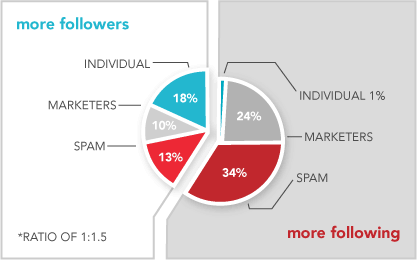 more followers
INDIVIDUAL
18%
MARKETERS
10%
SPAM
13%
*RATIO OF 1:1.5
INDIVIDUAL 1%
24%
MARKETERS
34%
SPAM
more following